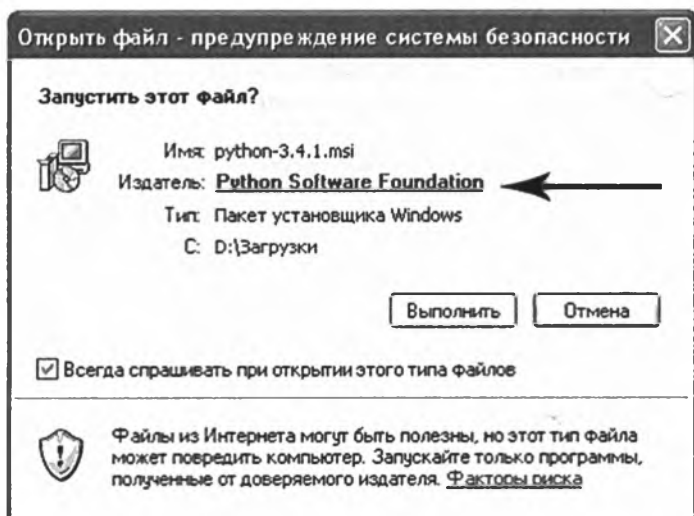 Открыть файл - предупреждение системы безопасности
Запустить этот файл?
Имя: python-3.4.1.msi
Издатель: Python Software Foundation
Тип: Пакет установщика Windows
С: D:\Загрузки
Выполнить Отмена
Всегда спрашивать при открытии этого типа файлов
Файлы из Интернета могут быть полезны, но этот тип файла
может повредить компьютер. Запускайте только программы,
полученные от доверяемого издателя. Факторы риска